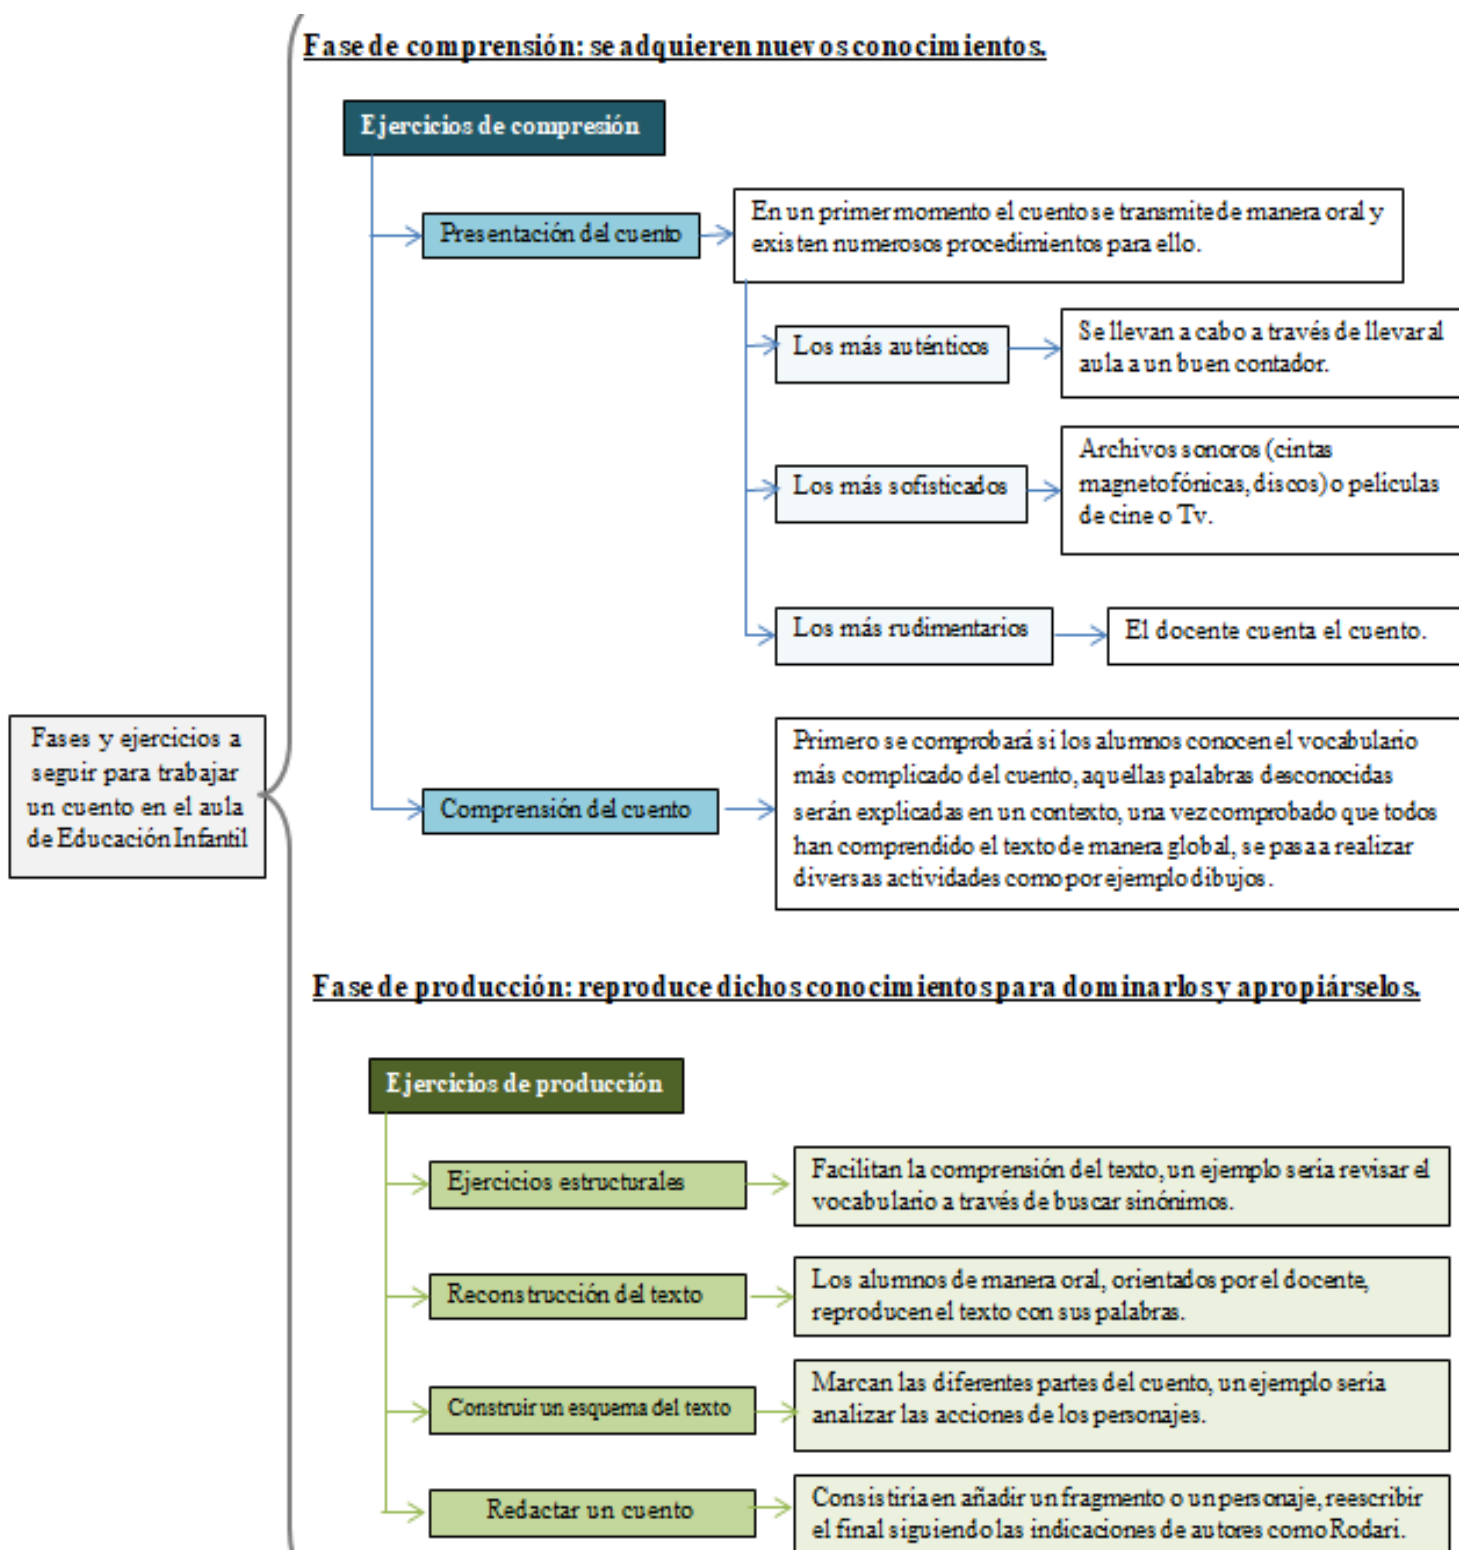 Fase de comprensión: se adquieren nuevos conocimientos.
Ejercicios de compresión
Presentación del cuento
En un primer momento el cuento se transmite de manera oral y
existen numerosos procedimientos para ello.
Los más auténticos
Se llevan a cabo a través de llevar al
aula a un buen contador.
Los más sofisticados
Archivos sonoros (cintas
magnetofónicas, discos) o películas
de cine o Tv.
Los más rudimentarios
El docente cuenta el cuento.
Fases y ejercicios a
seguir para trabajar
un cuento en el aula
de Educación Infantil
Comprensión del cuento
Primero se comprobará si los alumnos conocen el vocabulario
más complicado del cuento, aquellas palabras desconocidas
serán explicadas en un contexto, una vez comprobado que todos
han comprendido el texto de manera global, se pasa a realizar
diversas actividades como por ejemplo dibujos.
Fase de producción: reproduce dichos conocimientos para dominarlos y apropiárselos.
Ejercicios de producción
Ejercicios estructurales
Facilitan la comprensión del texto, un ejemplo sería revisar el
vocabulario a través de buscar sinónimos.
Reconstrucción del texto
Los alumnos de manera oral, orientados por el docente,
reproducen el texto con sus palabras.
Construir un esquema del texto
Marcan las diferentes partes del cuento, un ejemplo sería
analizar las acciones de los personajes.
Redactar un cuento
Consistiría en añadir un fragmento o un personaje, reescribir
el final siguiendo las indicaciones de autores como Rodari.